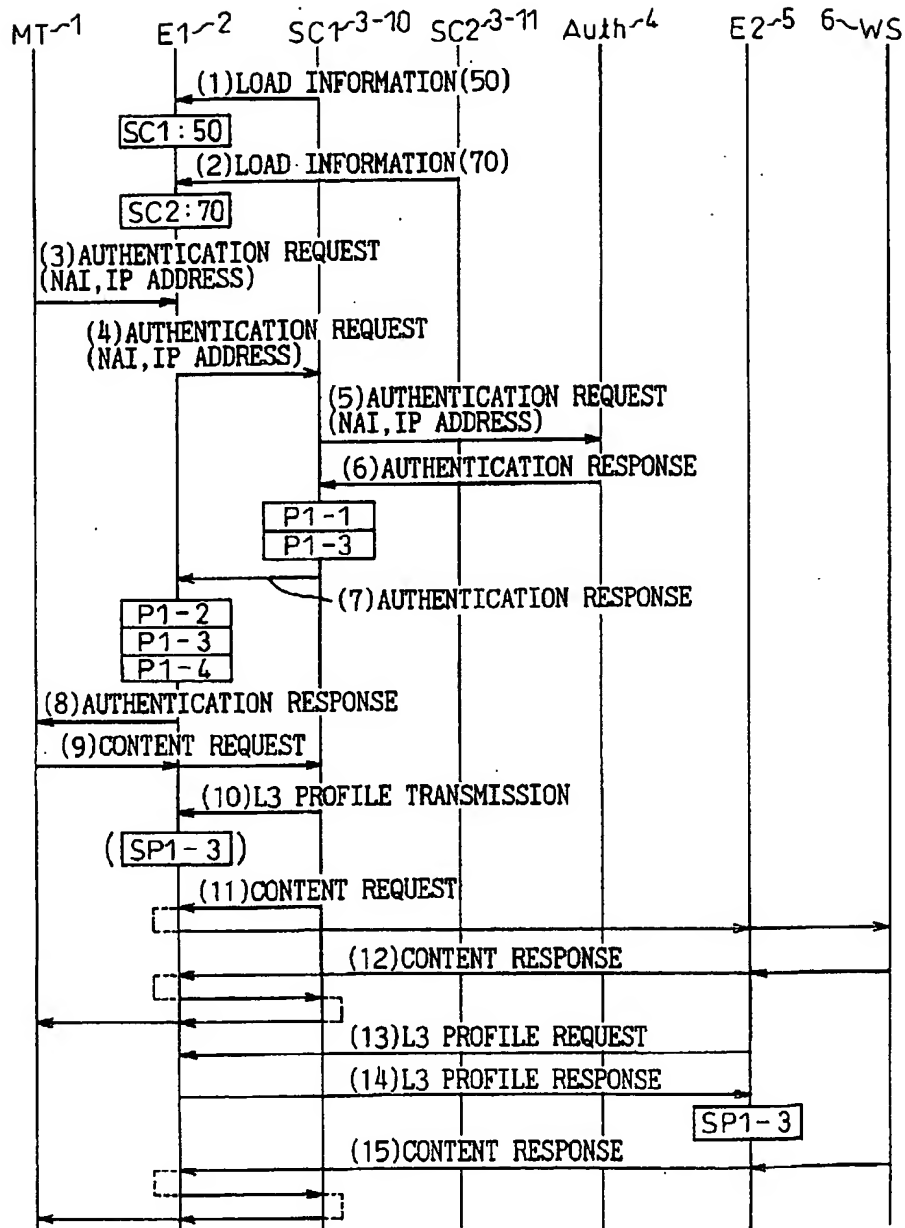 MT~1 E1~2 SC1~3-10 SC2~3-11 Auth~4 E2~5 6~WS
(1)LOAD INFORMATION(50)
SC1:50
(2)LOAD INFORMATION(70)
SC2:70
(3)AUTHENTICATION REQUEST
(NAI,IP ADDRESS)
(4)AUTHENTICATION REQUEST
(NAI,IP ADDRESS)
(5)AUTHENTICATION REQUEST
(NAI,IP ADDRESS)
(6)AUTHENTICATION RESPONSE
P1-1
P1-3
(7)AUTHENTICATION RESPONSE
P1-2
P1-3
P1-4
(8)AUTHENTICATION RESPONSE
(9)CONTENT REQUEST
(10)L3 PROFILE TRANSMISSION
(SP1-3)
(11)CONTENT REQUEST
(12)CONTENT RESPONSE
(13)L3 PROFILE REQUEST
(14)L3 PROFILE RESPONSE
SP1-3
(15)CONTENT RESPONSE